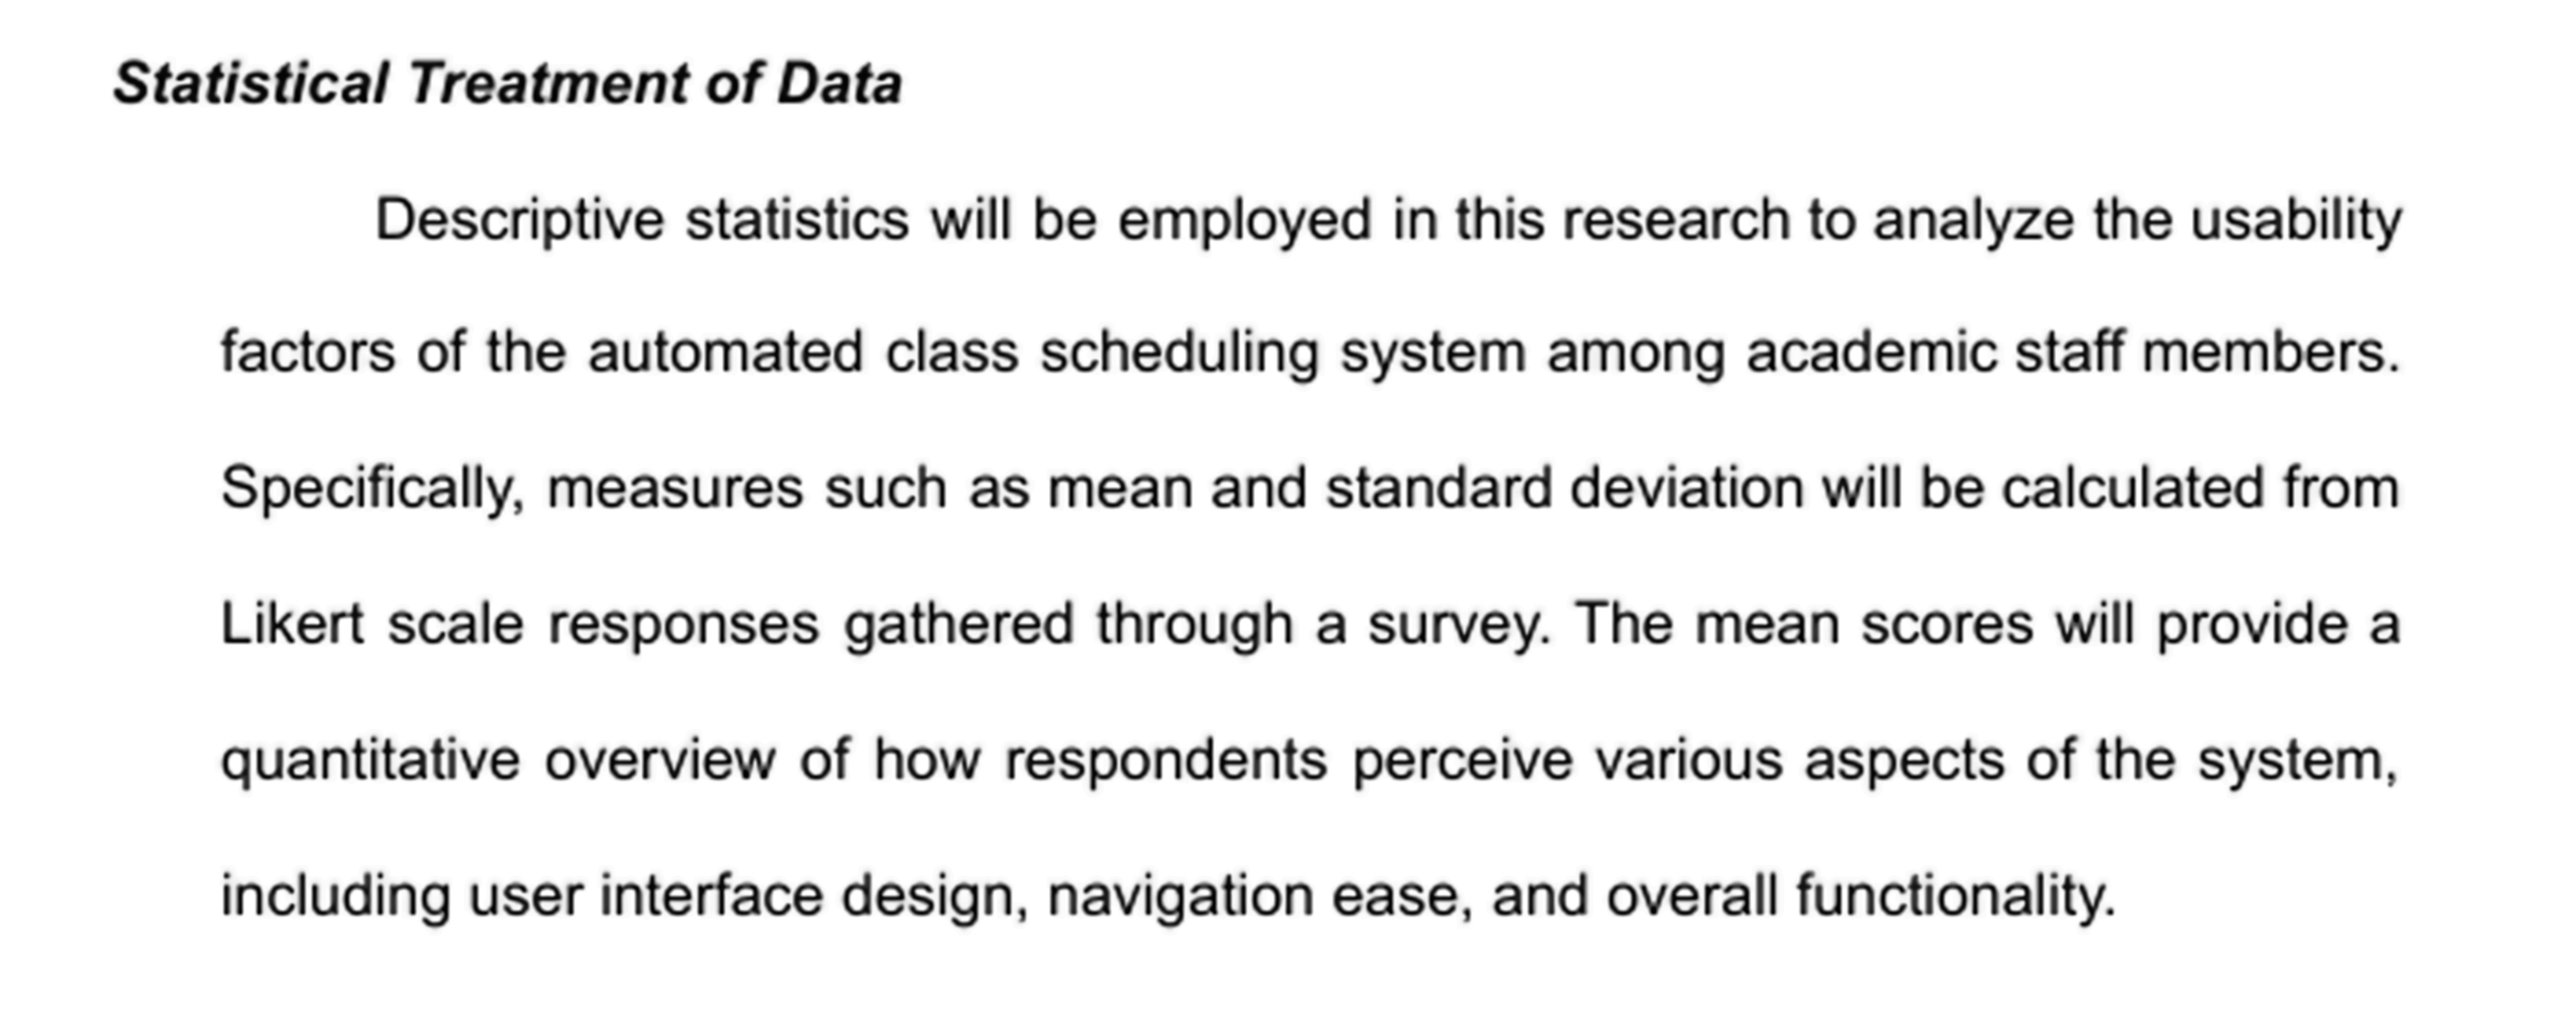 Statistical Treatment of Data
Descriptive statistics will be employed in this research to analyze the usability
factors of the automated class scheduling system among academic staff members.
Specifically, measures such as mean and standard deviation will be calculated from
Likert scale responses gathered through a survey. The mean scores will provide a
quantitative overview of how respondents perceive various aspects of the system,
including user interface design, navigation ease, and overall functionality.